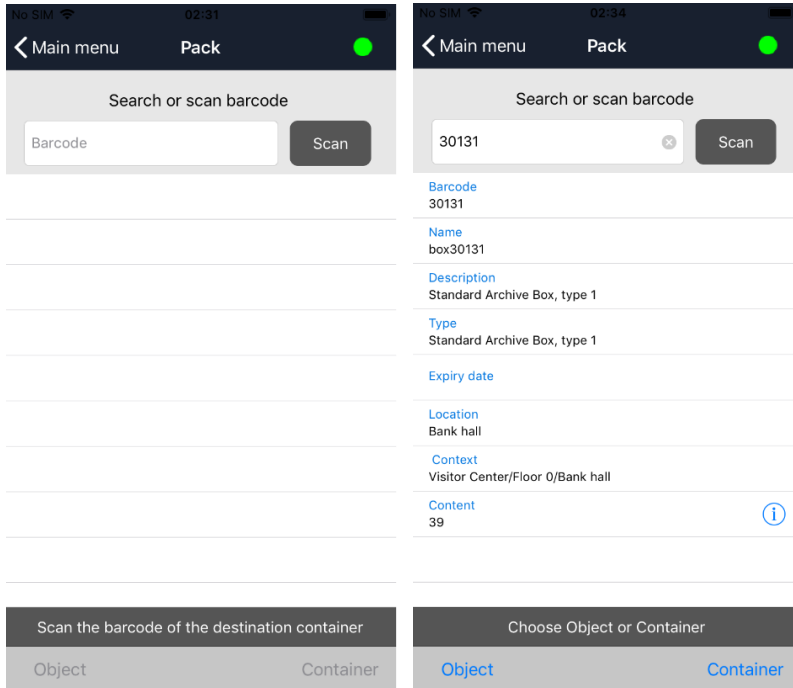 No SIM 02:31
Main menu Pack
Search or scan barcode
Barcode Scan
Scan the barcode of the destination container
Object Container
No SIM 02:34
Main menu Pack
Search or scan barcode
30131 Scan
Barcode
30131
Name
box30131
Description
Standard Archive Box, type 1
Type
Standard Archive Box, type 1
Expiry date
Location
Bank hall
Context
Visitor Center/Floor 0/Bank hall
Content
39
Choose Object or Container
Object Container